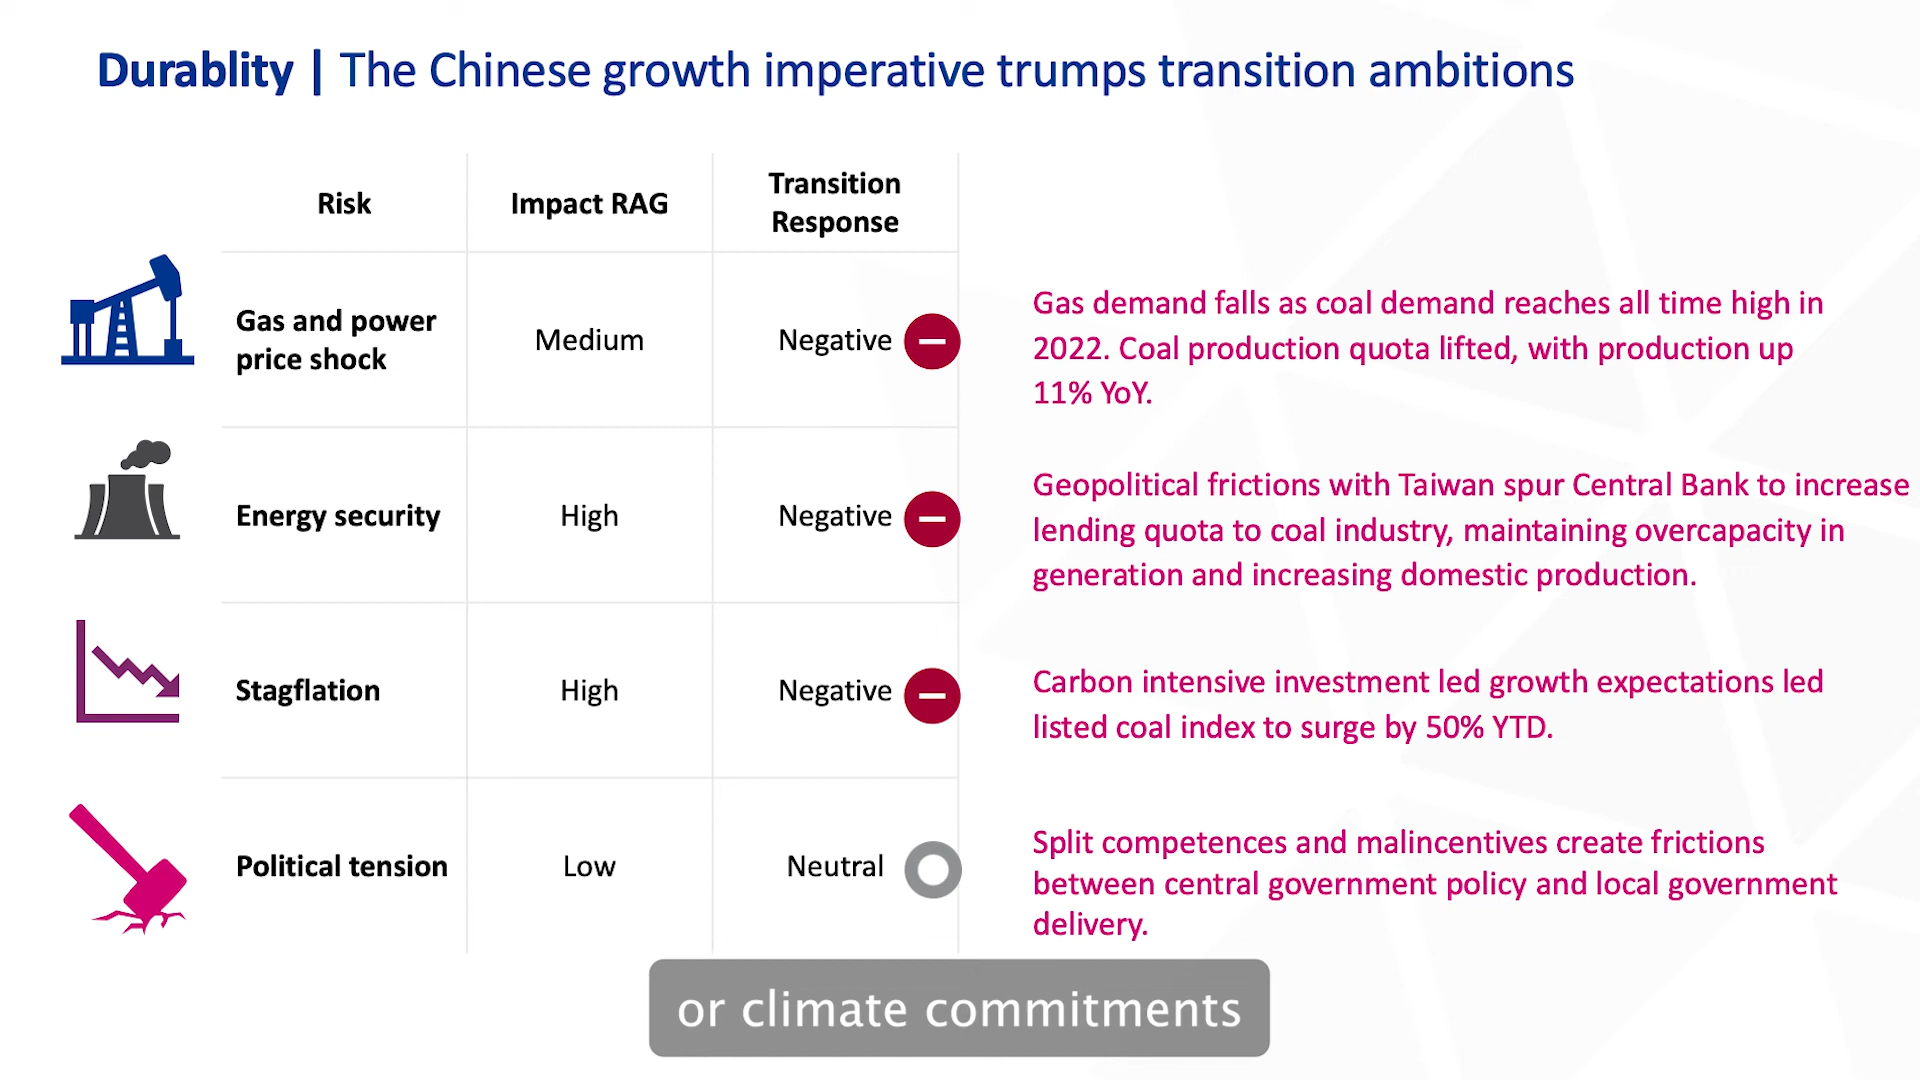 Durablity | The Chinese growth imperative trumps transition ambitions
Risk
Impact RAG
Transition
Response
Gas and power
price shock
Medium
Negative
Gas demand falls as coal demand reaches all time high in
2022. Coal production quota lifted, with production up
11% YoY.
Energy security
High
Negative
Geopolitical frictions with Taiwan spur Central Bank to increase
lending quota to coal industry, maintaining overcapacity in
generation and increasing domestic production.
Stagflation
High
Negative
Carbon intensive investment led growth expectations led
listed coal index to surge by 50% YTD.
Political tension
Low
Neutral
Split competences and malincentives create frictions
between central government policy and local government
delivery.
or climate commitments